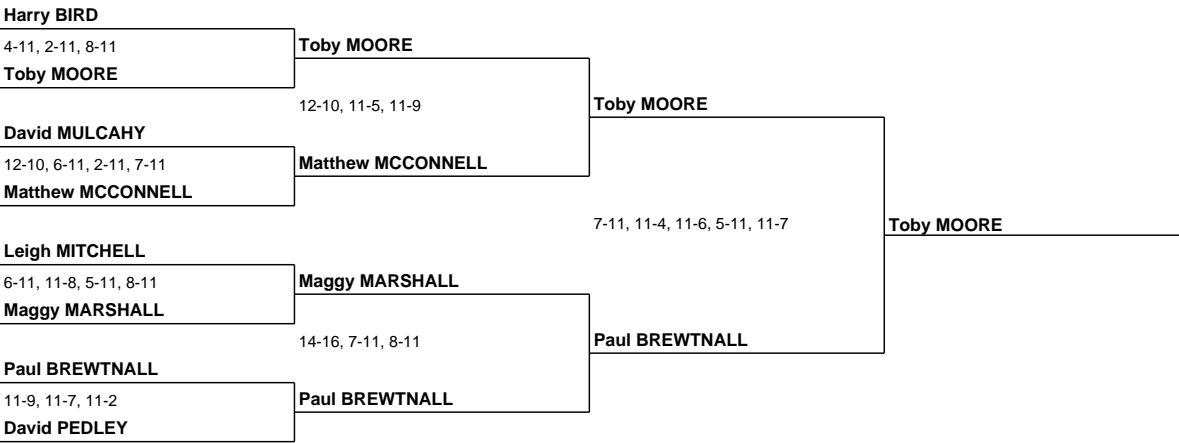 Harry BIRD
4-11, 2-11, 8-11
Toby MOORE
Toby MOORE
12-10, 11-5, 11-9
Toby MOORE
David MULCAHY
12-10, 6-11, 2-11, 7-11
Matthew MCCONNELL
Matthew MCCONNELL
7-11, 11-4, 11-6, 5-11, 11-7
Toby MOORE
Leigh MITCHELL
6-11, 11-8, 5-11, 8-11
Maggy MARSHALL
Maggy MARSHALL
14-16, 7-11, 8-11
Paul BREWTNALL
Paul BREWTNALL
11-9, 11-7, 11-2
Paul BREWTNALL
David PEDLEY